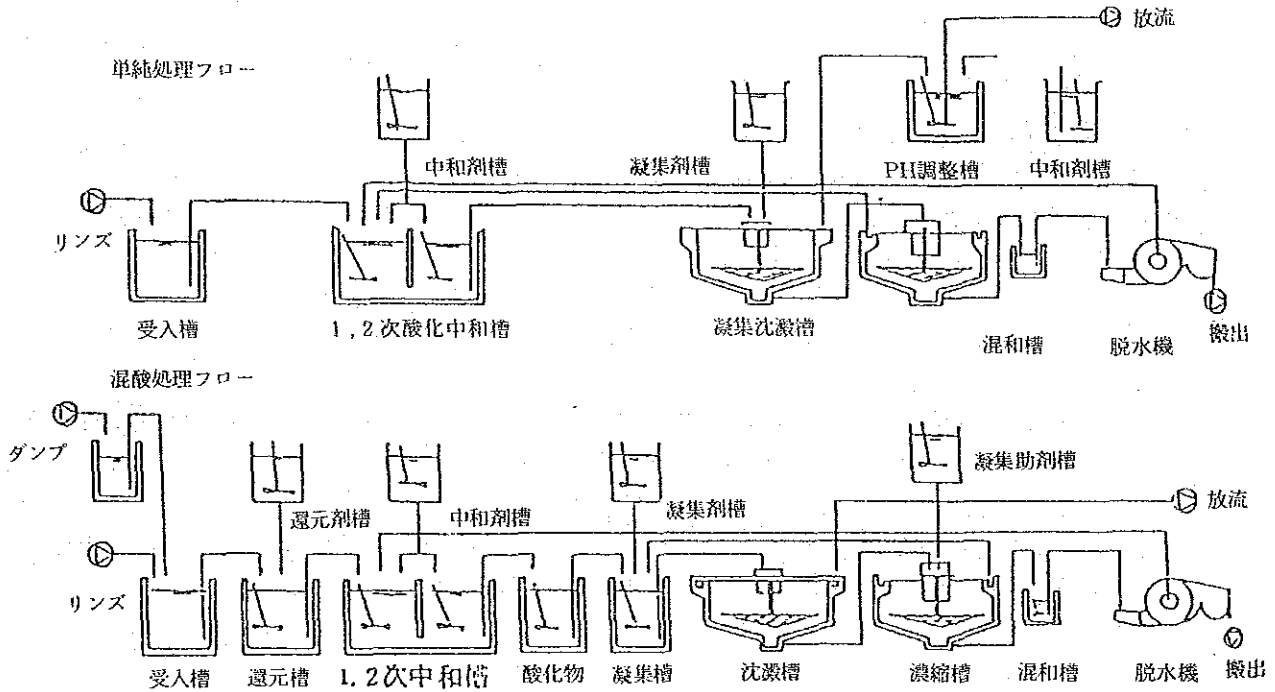 放流
単純処理フロー
中和剤槽
凝集剤槽
PH調整槽
中和剤槽
リンズ
受入槽
1,2次酸化中和槽
凝集沈澱槽
混和槽
脱水機
搬出
混酸処理フロー
ダンプ
凝集助剤槽
還元剤槽
中和剤槽
凝集剤槽
放流
リンズ
受入槽
還元槽
1.2次中和槽
酸化物
凝集槽
沈澱槽
濃縮槽
混和槽
脱水機
搬出